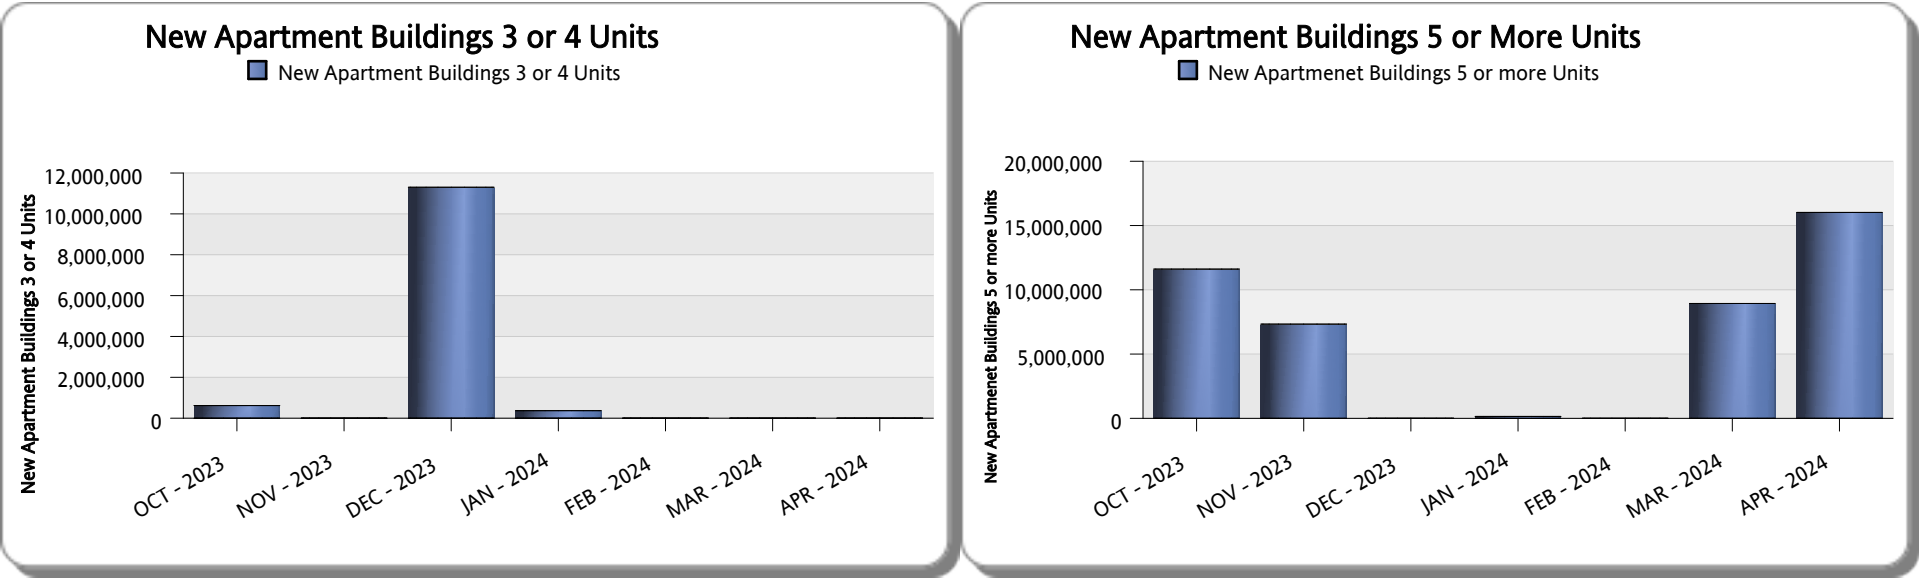 New Apartment Buildings 3 or 4 Units
New Apartment Buildings 3 or 4 Units
New Apartment Buildings 3 or 4 Units
12,000,000
10,000,000
8,000,000
6,000,000
4,000,000
2,000,000
0
OCT - 2023
NOV - 2023
DEC - 2023
JAN - 2024
FEB - 2024
MAR - 2024
APR - 2024
New Apartment Buildings 5 or More Units
New Apartmenet Buildings 5 or more Units
New Apartmenet Buildings 5 or more Units
20,000,000
15,000,000
10,000,000
5,000,000
0
OCT - 2023
NOV - 2023
DEC - 2023
JAN - 2024
FEB - 2024
MAR - 2024
APR - 2024